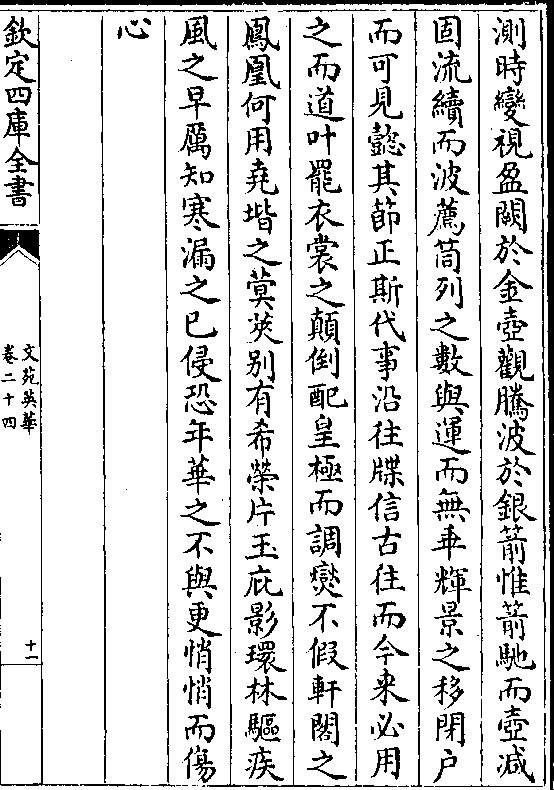 測時變視盈闕於金壺觀騰波於銀箭惟箭馳而壺減
固流續而波薦筒列之數與運而無乖輝景之移閉户
而可見懿其節正斯代事沿往牒信古往而今来必用
之而道叶罷衣裳之顛倒配皇極而調爕不假軒閣之
鳳凰何用堯堦之蓂莢别有希榮片玉庇影環林驅疾
風之早厲知寒漏之已侵恐年華之不與更悄悄而傷
心
欽定四庫全書
文苑英華
卷二十四
十一